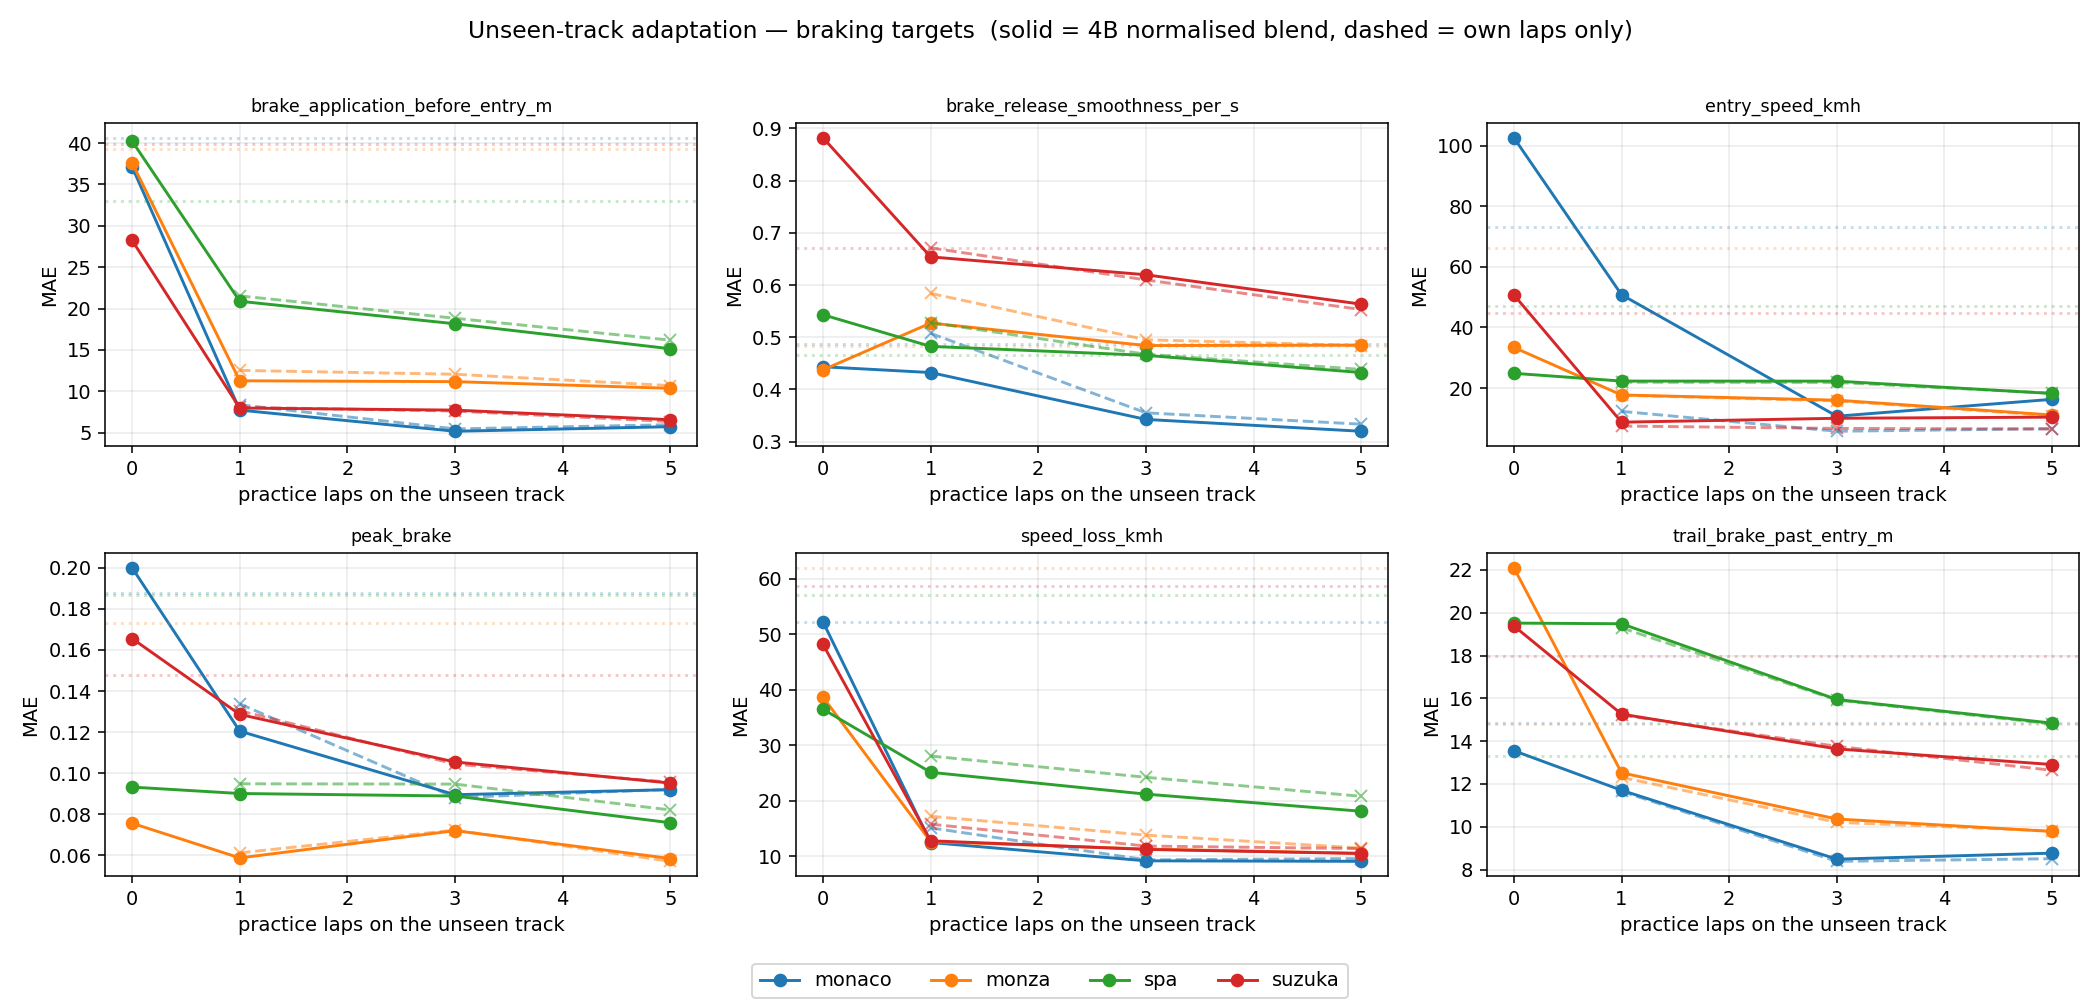 Unseen-track adaptation — braking targets  (solid = 4B normalised blend, dashed = own laps only)
brake_application_before_entry_m
40
35
30
25
20
15
10
5
MAE
0 1 2 3 4 5
practice laps on the unseen track
brake_release_smoothness_per_s
0.9
0.8
0.7
0.6
0.5
0.4
0.3
MAE
0 1 2 3 4 5
practice laps on the unseen track
entry_speed_kmh
100
80
60
40
20
MAE
0 1 2 3 4 5
practice laps on the unseen track
peak_brake
0.20
0.18
0.16
0.14
0.12
0.10
0.08
0.06
MAE
0 1 2 3 4 5
practice laps on the unseen track
speed_loss_kmh
60
50
40
30
20
10
MAE
0 1 2 3 4 5
practice laps on the unseen track
trail_brake_past_entry_m
22
20
18
16
14
12
10
8
MAE
0 1 2 3 4 5
practice laps on the unseen track
monaco monza spa suzuka